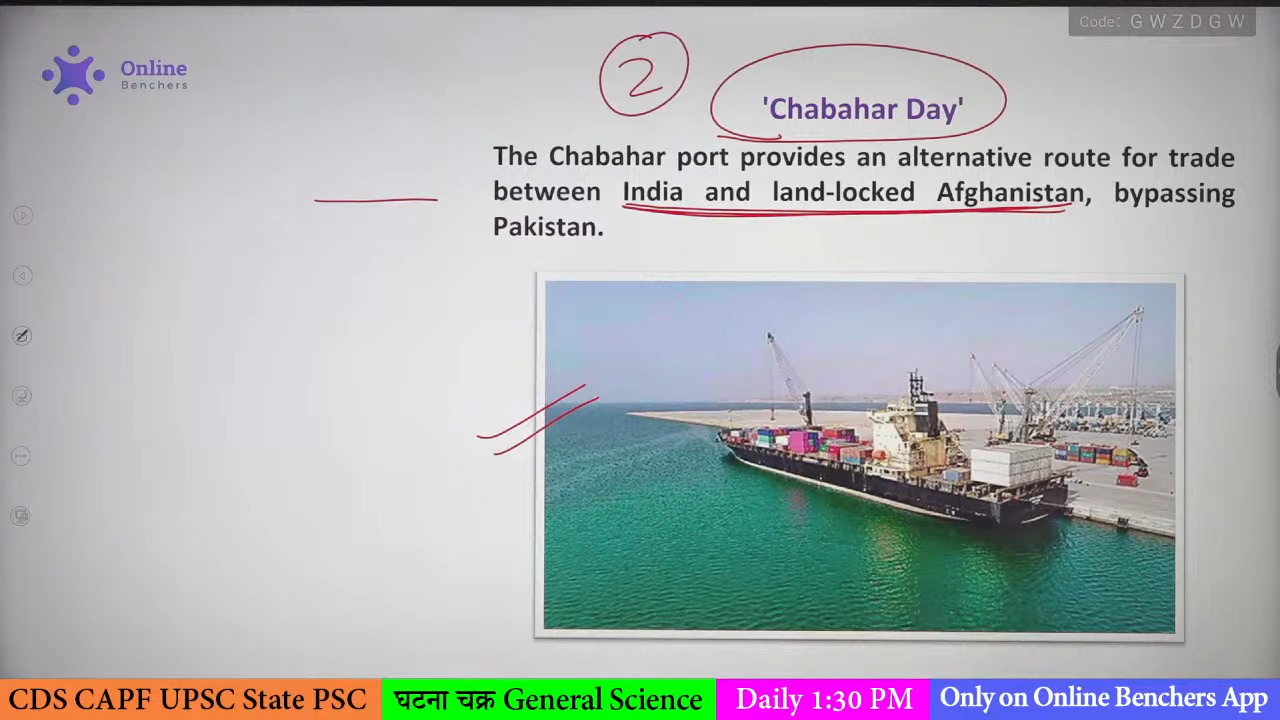 Code: G W Z D G W
Online
Benchers
2
'Chabahar Day'
The Chabahar port provides an alternative route for trade
between India and land-locked Afghanistan, bypassing
Pakistan.
CDS CAPF UPSC State PSC
घटना चक्र General Science
Daily 1:30 PM
Only on Online Benchers App